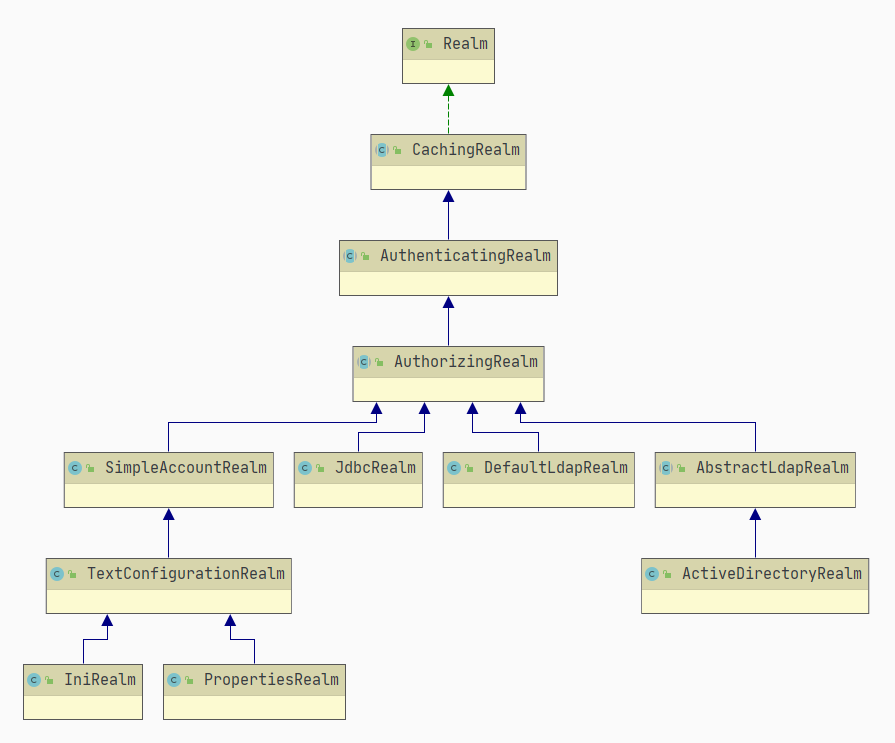 I Realm
C CachingRealm
C AuthenticatingRealm
C AuthorizingRealm
C SimpleAccountRealm
C JdbcRealm
C DefaultLdapRealm
C AbstractLdapRealm
C TextConfigurationRealm
C ActiveDirectoryRealm
C IniRealm
C PropertiesRealm